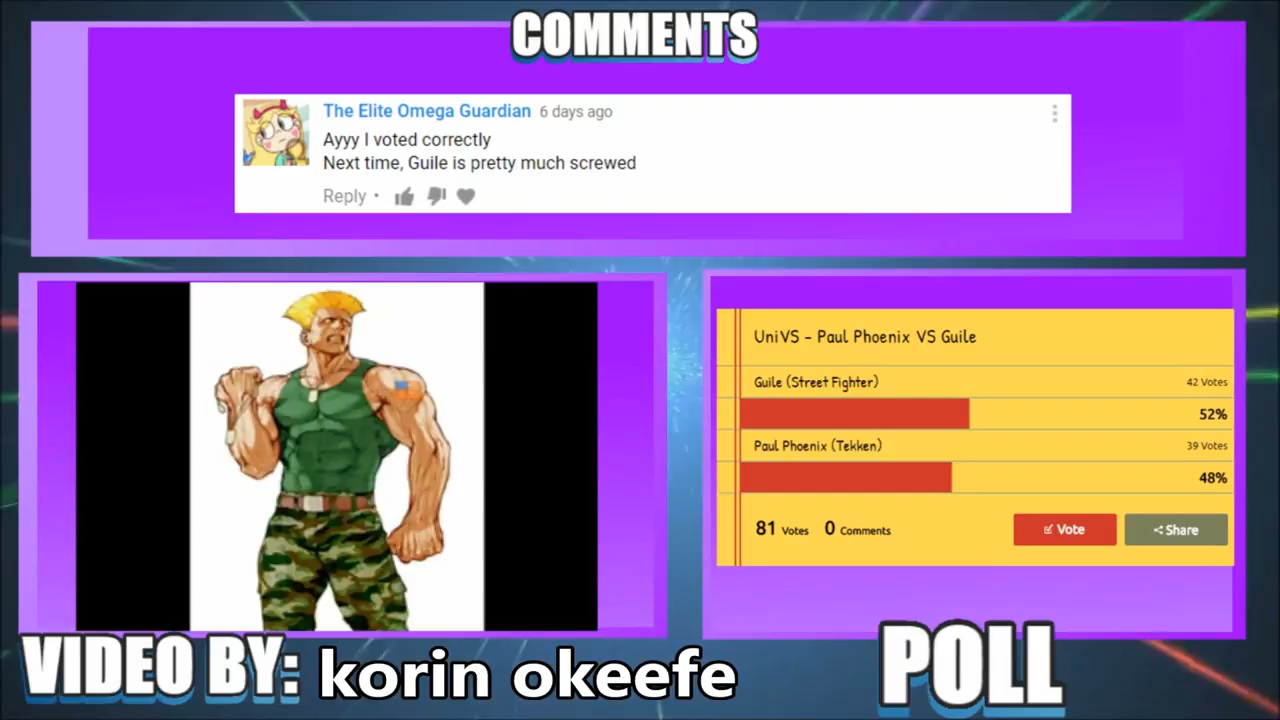 COMMENTS
The Elite Omega Guardian 6 days ago
Ayyy I voted correctly
Next time, Guile is pretty much screwed
Reply •
UniVS - Paul Phoenix VS Guile
Guile (Street Fighter) 42 Votes
52%
Paul Phoenix (Tekken) 39 Votes
48%
81 Votes 0 Comments Vote Share
VIDEO BY: korin okeefe
POLL